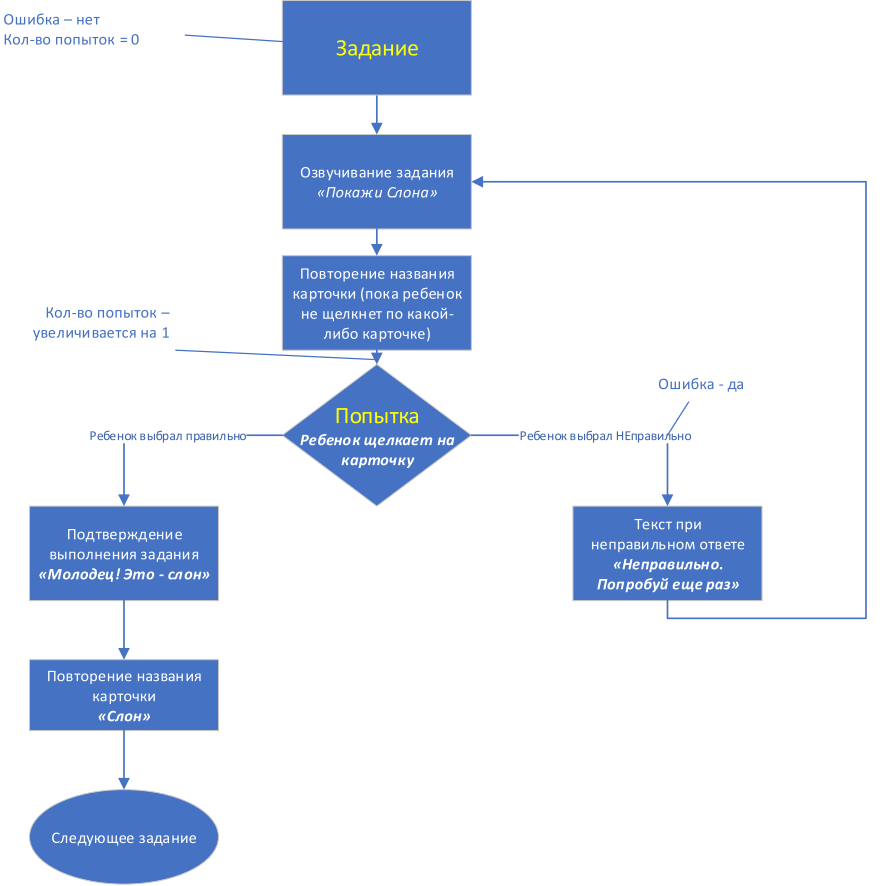 Ошибка – нет
Кол-во попыток = 0
Задание
Озвучивание задания
«Покажи Слона»
Повторение названия
карточки (пока ребенок
не щелкнет по какой-
либо карточке)
Кол-во попыток –
увеличивается на 1
Ошибка - да
Попытка
Ребенок щелкает на
карточку
Ребенок выбрал правильно
Ребенок выбрал НЕправильно
Подтверждение
выполнения задания
«Молодец! Это - слон»
Текст при
неправильном ответе
«Неправильно.
Попробуй еще раз»
Повторение названия
карточки
«Слон»
Следующее задание